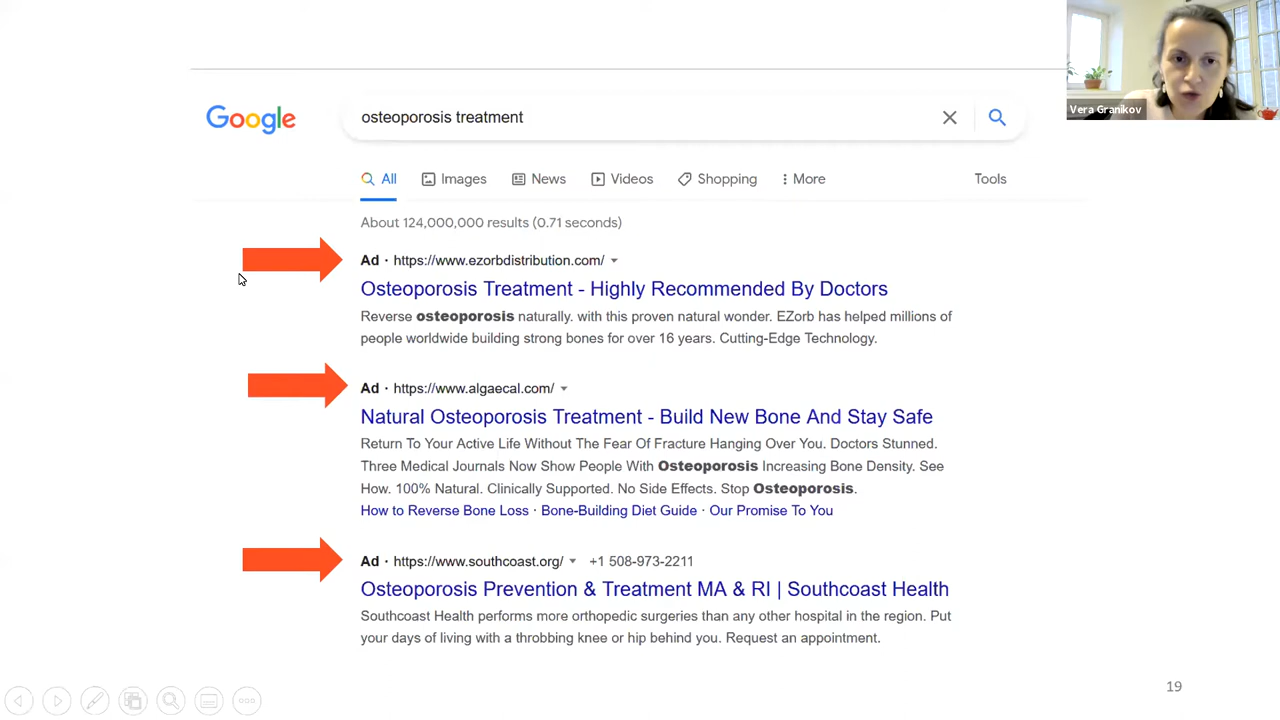 Google
osteoporosis treatment
All Images News Videos Shopping More Tools
About 124,000,000 results (0.71 seconds)
Ad · https://www.ezorbdistribution.com/
Osteoporosis Treatment - Highly Recommended By Doctors
Reverse osteoporosis naturally. with this proven natural wonder. EZorb has helped millions of
people worldwide building strong bones for over 16 years. Cutting-Edge Technology.
Ad · https://www.algaecal.com/
Natural Osteoporosis Treatment - Build New Bone And Stay Safe
Return To Your Active Life Without The Fear Of Fracture Hanging Over You. Doctors Stunned.
Three Medical Journals Now Show People With Osteoporosis Increasing Bone Density. See
How. 100% Natural. Clinically Supported. No Side Effects. Stop Osteoporosis.
How to Reverse Bone Loss · Bone-Building Diet Guide · Our Promise To You
Ad · https://www.southcoast.org/ +1 508-973-2211
Osteoporosis Prevention & Treatment MA & RI | Southcoast Health
Southcoast Health performs more orthopedic surgeries than any other hospital in the region. Put
your days of living with a throbbing knee or hip behind you. Request an appointment.
19
Vera Granikov